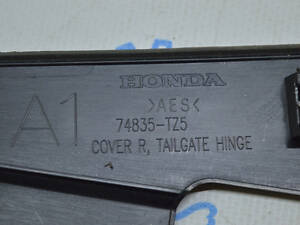 HONDA
>AES<
A1
74835-TZ5
COVER R, TAILGATE HINGE